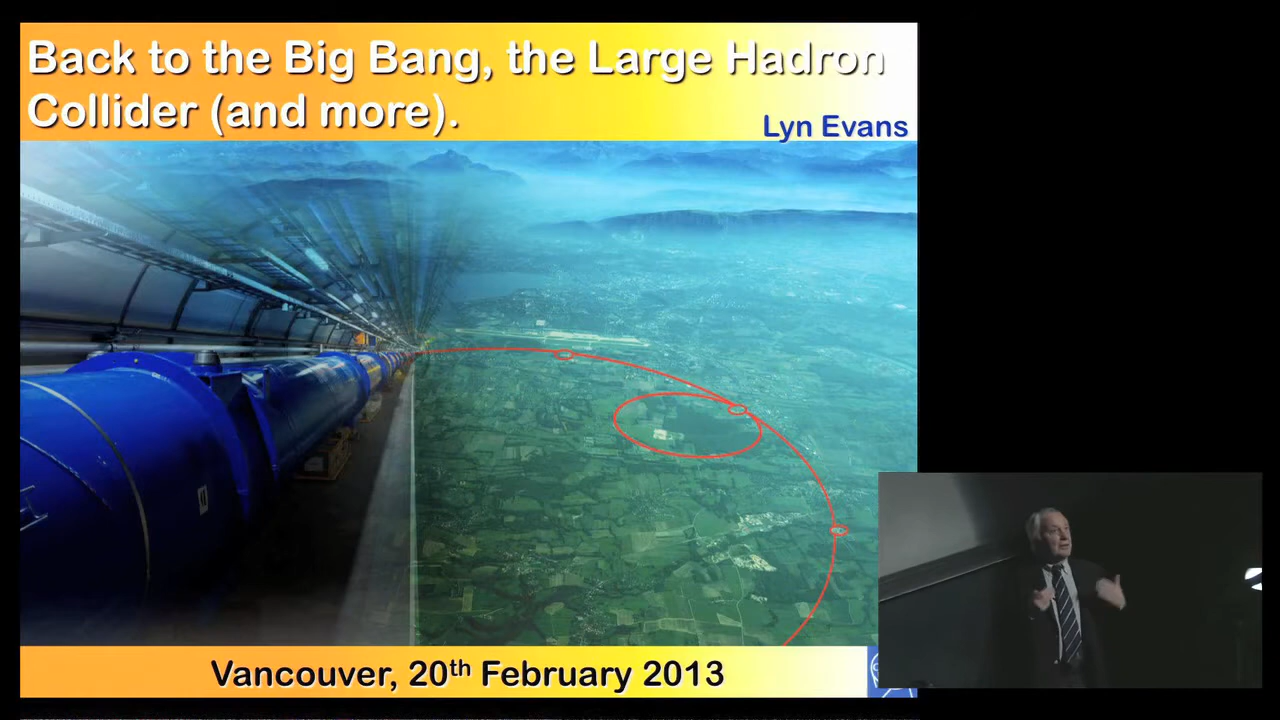 Back to the Big Bang, the Large Hadron
Collider (and more).
Lyn Evans
Vancouver, 20th February 2013